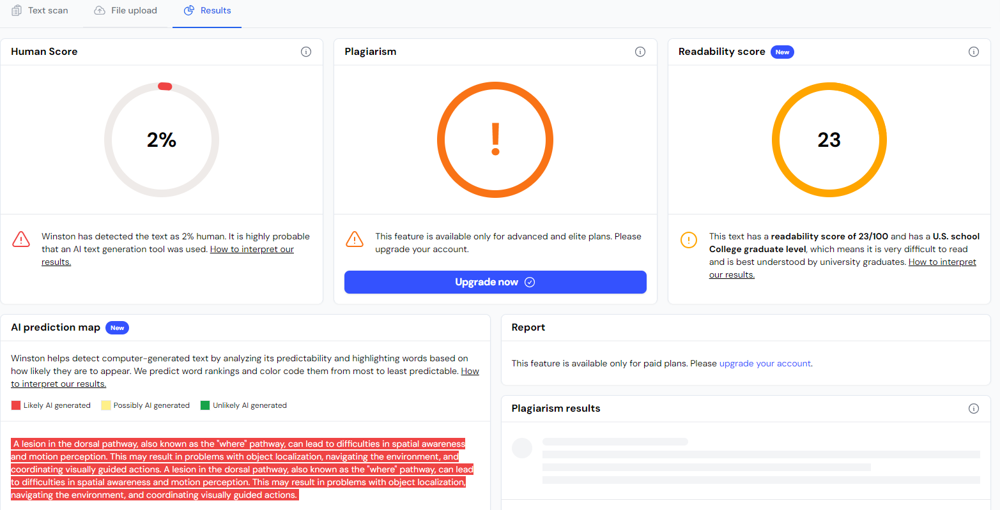 Text scan
File upload
Results
Human Score
2%
Winston has detected the text as 2% human. It is highly probable
that an AI text generation tool was used. How to interpret our
results.
Plagiarism
!
This feature is available only for advanced and elite plans. Please
upgrade your account.
Upgrade now
Readability score New
23
This text has a readability score of 23/100 and has a U.S. school
College graduate level, which means it is very difficult to read
and is best understood by university graduates. How to interpret
our results.
AI prediction map New
Winston helps detect computer-generated text by analyzing its predictability and highlighting words based on
how likely they are to appear. We predict word rankings and color code them from most to least predictable. How
to interpret our results.
Likely AI generated
Possibly AI generated
Unlikely AI generated
A lesion in the dorsal pathway, also known as the "where" pathway, can lead to difficulties in spatial awareness
and motion perception. This may result in problems with object localization, navigating the environment, and
coordinating visually guided actions. A lesion in the dorsal pathway, also known as the "where" pathway, can lead
to difficulties in spatial awareness and motion perception. This may result in problems with object localization,
navigating the environment, and coordinating visually guided actions.
Report
This feature is available only for paid plans. Please upgrade your account.
Plagiarism results